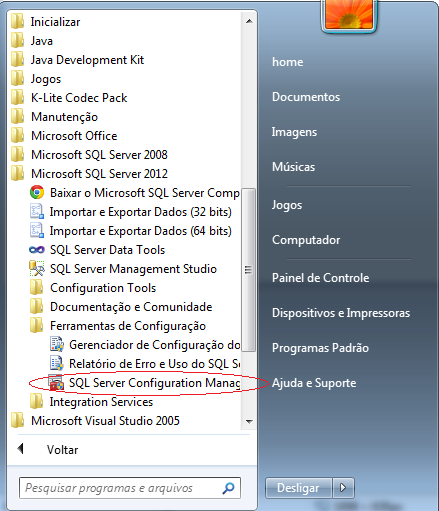 Inicializar
Java
Java Development Kit
Jogos
K-Lite Codec Pack
Manutenção
Microsoft Office
Microsoft SQL Server 2008
Microsoft SQL Server 2012
Baixar o Microsoft SQL Server Comp
Importar e Exportar Dados (32 bits)
Importar e Exportar Dados (64 bits)
SQL Server Data Tools
SQL Server Management Studio
Configuration Tools
Documentação e Comunidade
Ferramentas de Configuração
Gerenciador de Configuração do
Relatório de Erro e Uso do SQL S
SQL Server Configuration Manag
Integration Services
Microsoft Visual Studio 2005
Voltar
Pesquisar programas e arquivos
home
Documentos
Imagens
Músicas
Jogos
Computador
Painel de Controle
Dispositivos e Impressoras
Programas Padrão
Ajuda e Suporte
Desligar